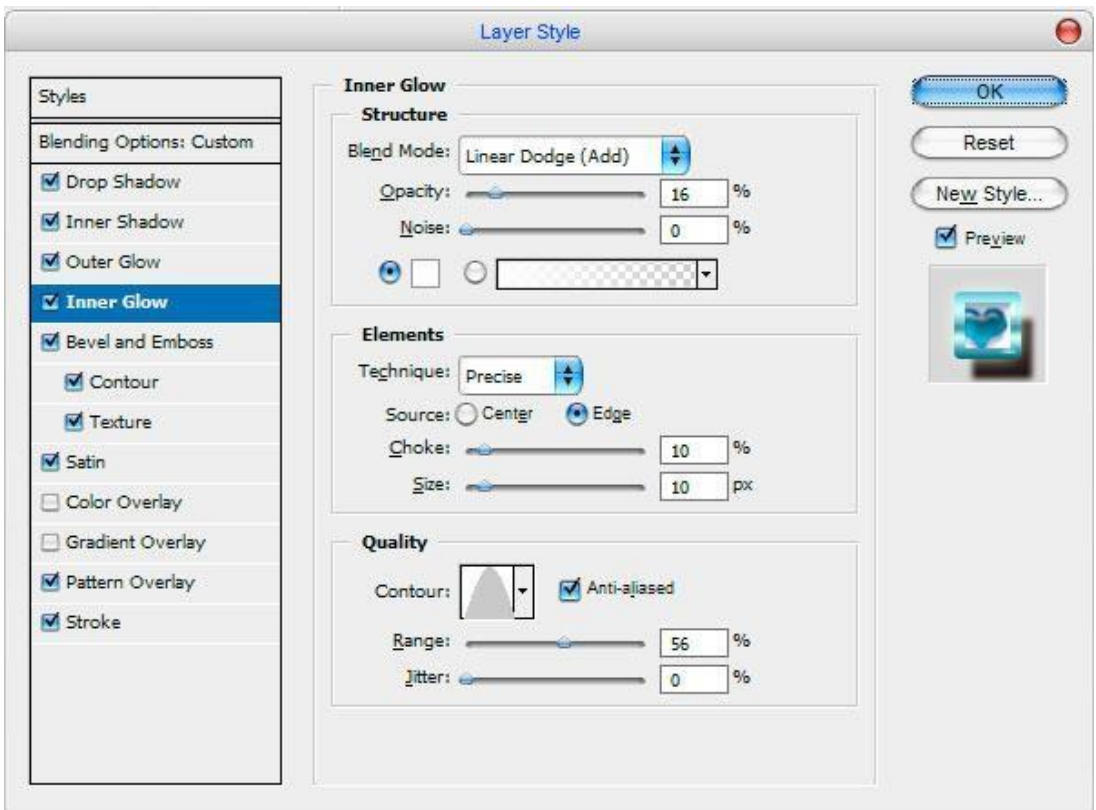 Layer Style
Styles
Blending Options: Custom
Drop Shadow
Inner Shadow
Outer Glow
Inner Glow
Bevel and Emboss
Contour
Texture
Satin
Color Overlay
Gradient Overlay
Pattern Overlay
Stroke
Inner Glow
Structure
Blend Mode: Linear Dodge (Add)
Opacity: 16 %
Noise: 0 %
Elements
Technique: Precise
Source: Center Edge
Choke: 10 %
Size: 10 px
Quality
Contour: Anti-aliased
Range: 56 %
Jitter: 0 %
OK
Reset
New Style...
Preview